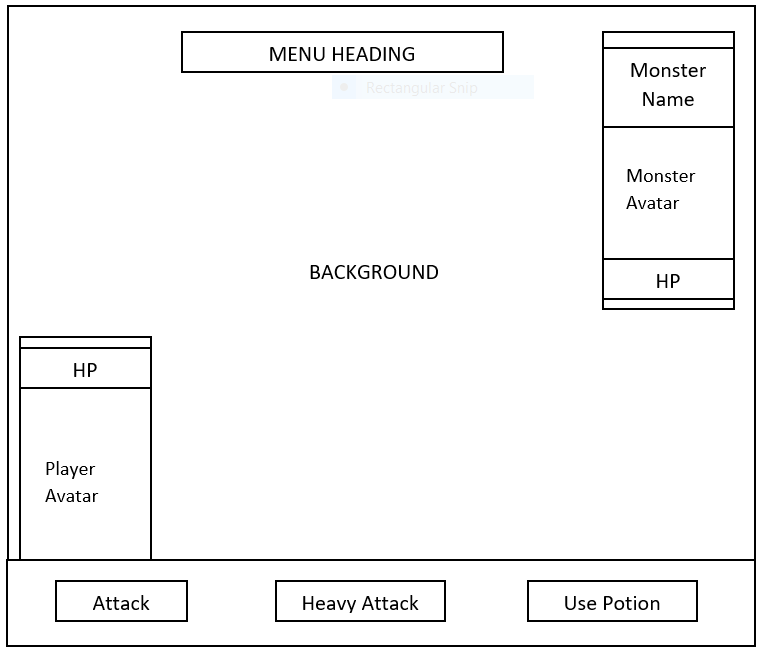 MENU HEADING
Rectangular Snip
Monster
Name
Monster
Avatar
BACKGROUND
HP
HP
Player
Avatar
Attack
Heavy Attack
Use Potion